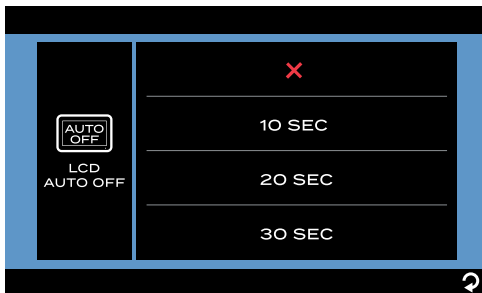 AUTO
OFF
LCD
AUTO OFF
10 SEC
20 SEC
30 SEC